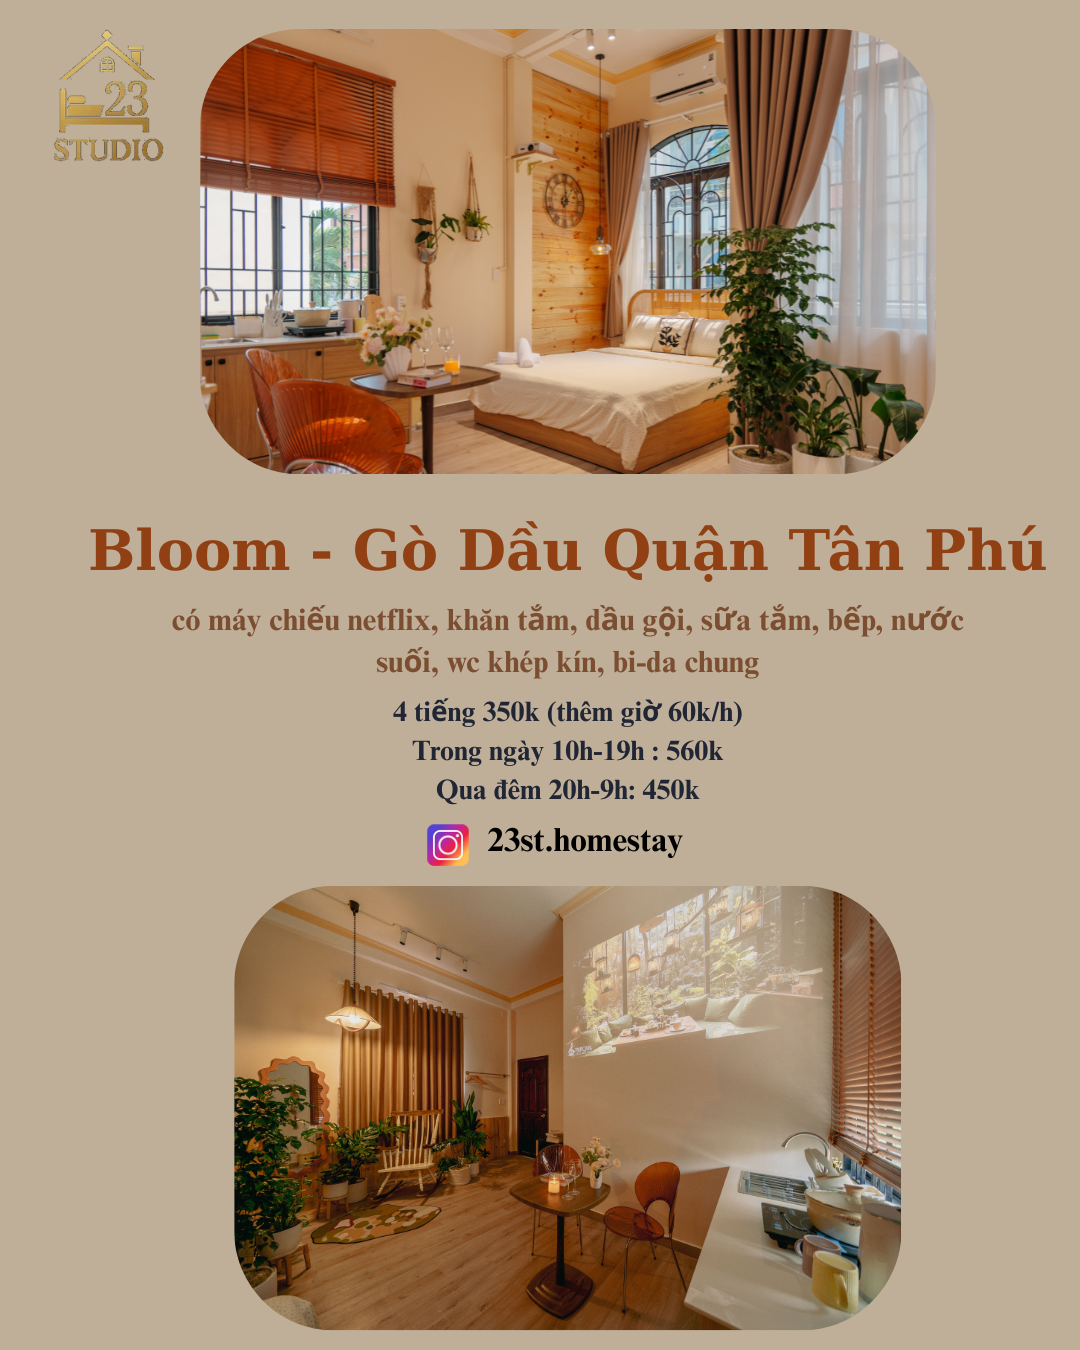 23
STUDIO
Bloom - Gò Dầu Quận Tân Phú
có máy chiếu netflix, khăn tắm, dầu gội, sữa tắm, bếp, nước
suối, wc khép kín, bi-da chung
4 tiếng 350k (thêm giờ 60k/h)
Trong ngày 10h-19h : 560k
Qua đêm 20h-9h: 450k
23st.homestay